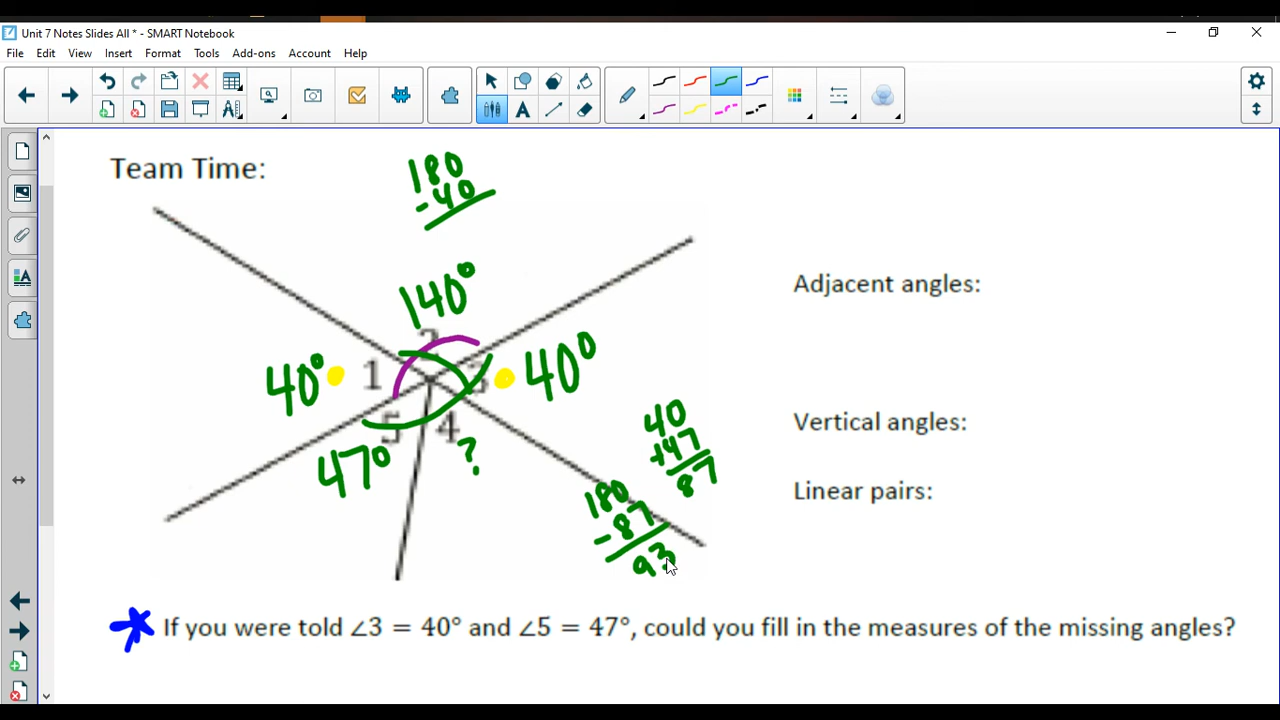 Unit 7 Notes Slides All * - SMART Notebook
File Edit View Insert Format Tools Add-ons Account Help
Team Time:
180
-40
140°
2
40° 1 3 40°
5 4
47° ?
40
+47
87
180
-87
93
Adjacent angles:
Vertical angles:
Linear pairs:
If you were told ∠3 = 40° and ∠5 = 47°, could you fill in the measures of the missing angles?